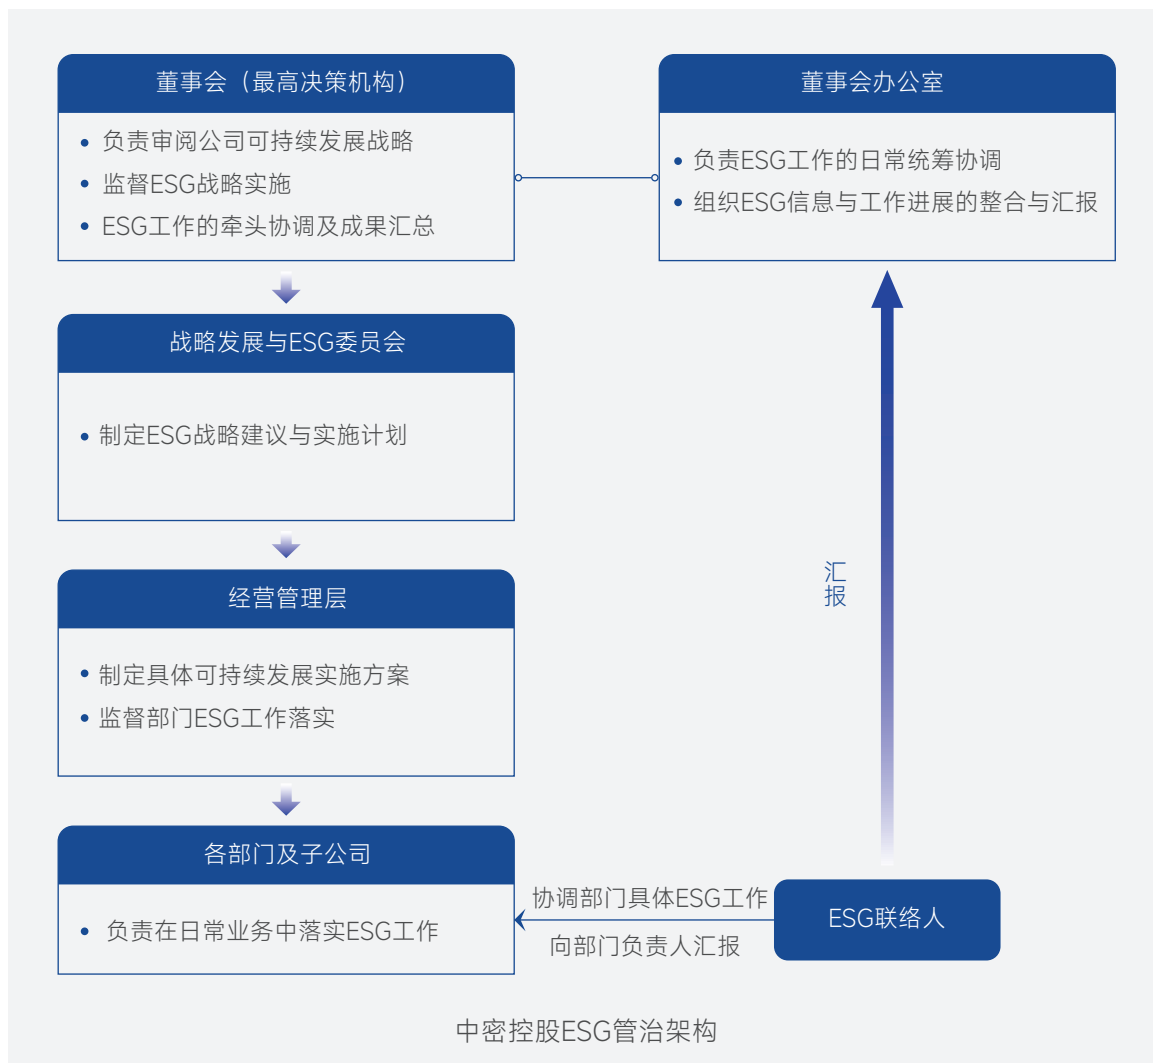 董事会（最高决策机构）
负责审阅公司可持续发展战略
监督ESG战略实施
ESG工作的牵头协调及成果汇总
董事会办公室
负责ESG工作的日常统筹协调
组织ESG信息与工作进展的整合与汇报
战略发展与ESG委员会
制定ESG战略建议与实施计划
经营管理层
制定具体可持续发展实施方案
监督部门ESG工作落实
汇报
各部门及子公司
负责在日常业务中落实ESG工作
协调部门具体ESG工作
向部门负责人汇报
ESG联络人
中密控股ESG管治架构